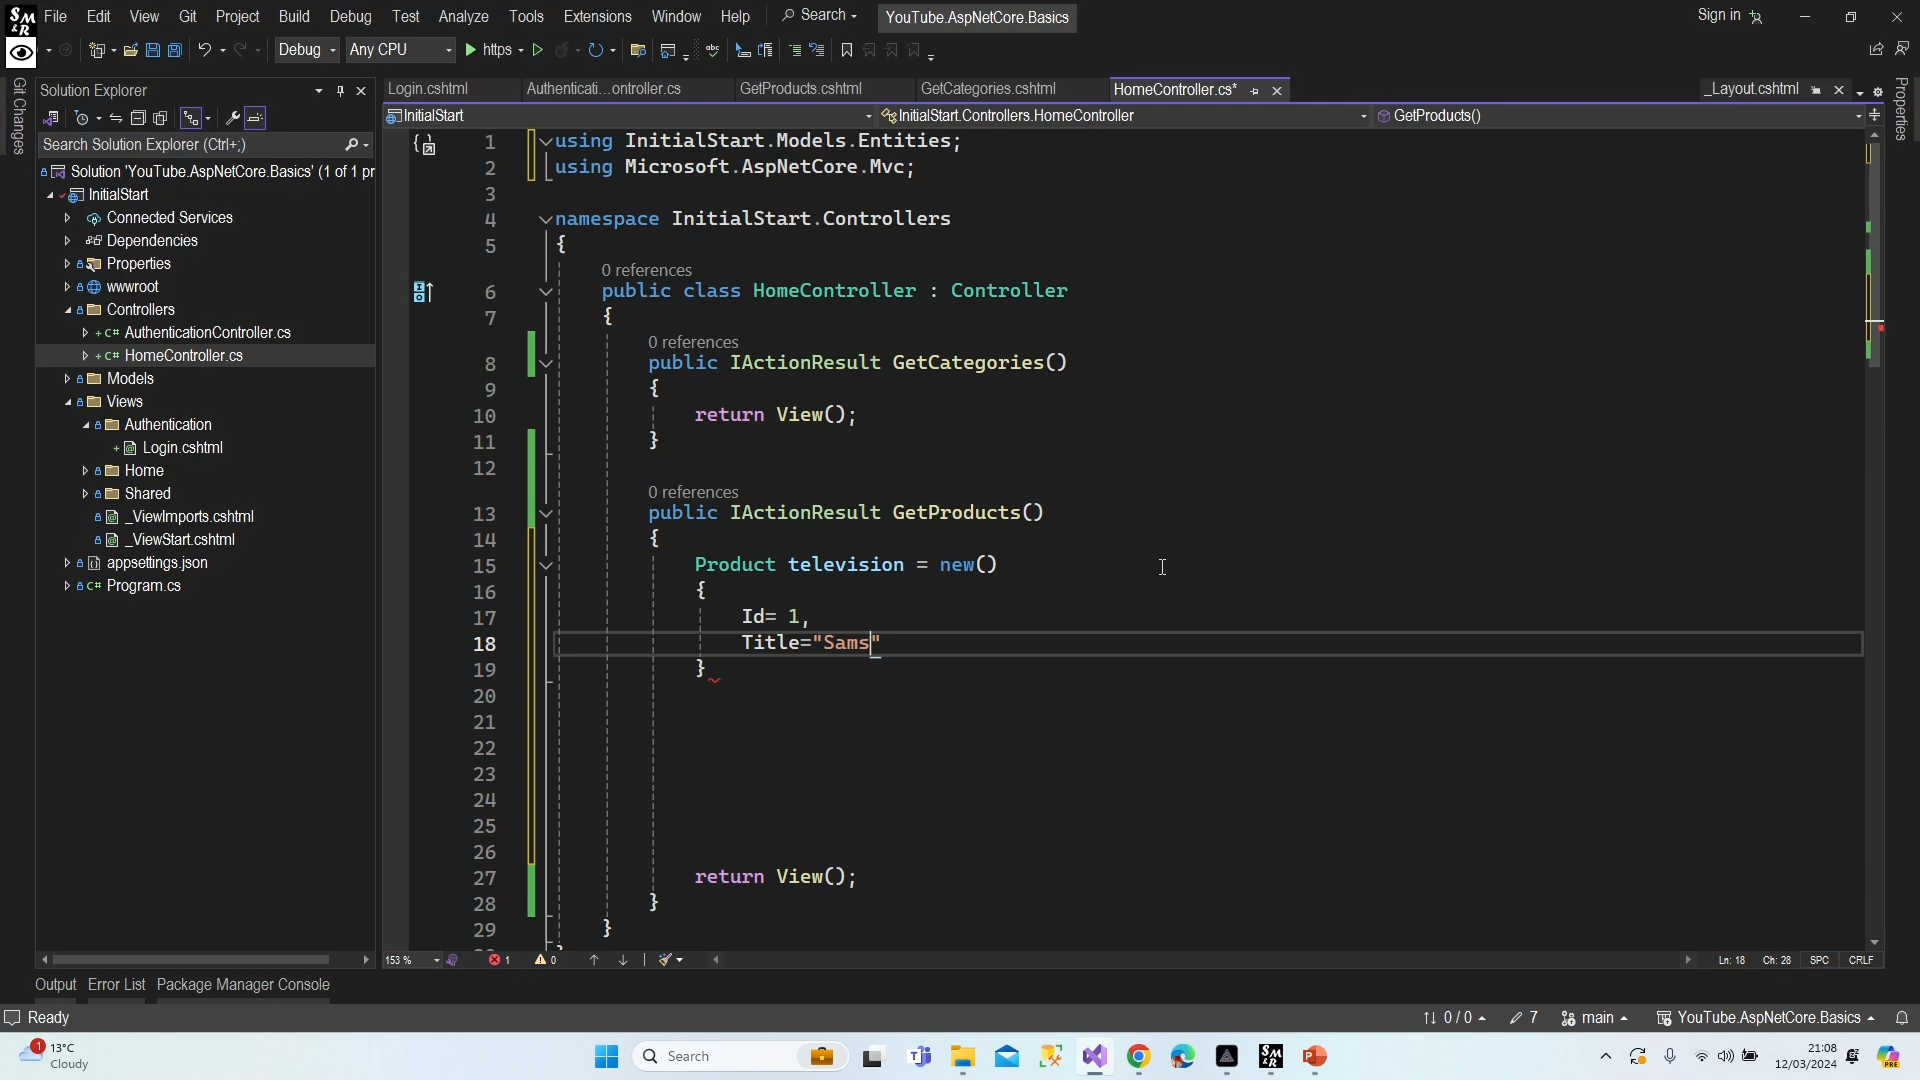 File Edit View Git Project Build Debug Test Analyze Tools Extensions Window Help Search YouTube.AspNetCore.Basics Sign in
Debug Any CPU https
Solution Explorer Login.cshtml Authenticati...ontroller.cs GetProducts.cshtml GetCategories.cshtml HomeController.cs* _Layout.cshtml
InitialStart InitialStart.Controllers.HomeController GetProducts()
Git Changes
Properties
Search Solution Explorer (Ctrl+;)
Solution 'YouTube.AspNetCore.Basics' (1 of 1 pr
InitialStart
Connected Services
Dependencies
Properties
wwwroot
Controllers
AuthenticationController.cs
HomeController.cs
Models
Views
Authentication
Login.cshtml
Home
Shared
_ViewImports.cshtml
_ViewStart.cshtml
appsettings.json
Program.cs
1 using InitialStart.Models.Entities;
2 using Microsoft.AspNetCore.Mvc;
3
4 namespace InitialStart.Controllers
5 {
0 references
6 public class HomeController : Controller
7 {
0 references
8 public IActionResult GetCategories()
9 {
10 return View();
11 }
12
0 references
13 public IActionResult GetProducts()
14 {
15 Product television = new()
16 {
17 Id= 1,
18 Title="Sams"
19 }
20
21
22
23
24
25
26
27 return View();
28 }
29 }
153 % 1 0 Ln: 18 Ch: 28 SPC CRLF
Output Error List Package Manager Console
Ready 0 / 0 7 main YouTube.AspNetCore.Basics
1 13°C
Cloudy
Search
21:08
12/03/2024